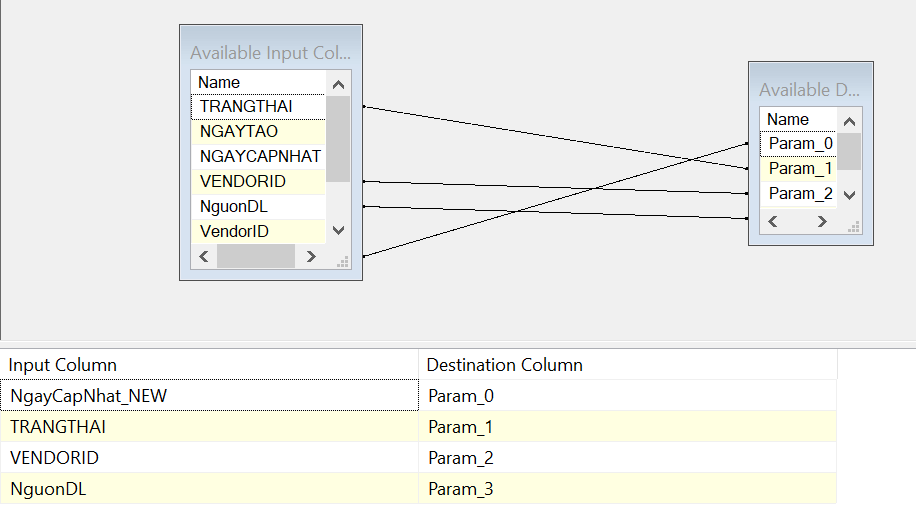 Available Input Col...
Name
TRANGTHAI
NGAYTAO
NGAYCAPNHAT
VENDORID
NguonDL
VendorID
Available D...
Name
Param_0
Param_1
Param_2
Input Column Destination Column
NgayCapNhat_NEW Param_0
TRANGTHAI Param_1
VENDORID Param_2
NguonDL Param_3